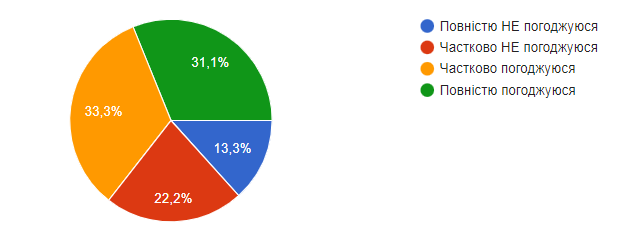 31,1%
33,3%
13,3%
22,2%
Повністю НЕ погоджуюся
Частково НЕ погоджуюся
Частково погоджуюся
Повністю погоджуюся